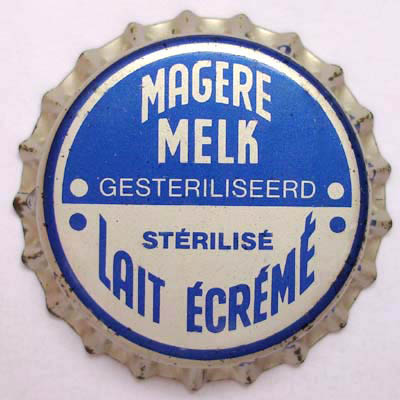 MAGERE
MELK
GESTERILISEERD
STÉRILISÉ
LAIT ÉCRÉMÉ